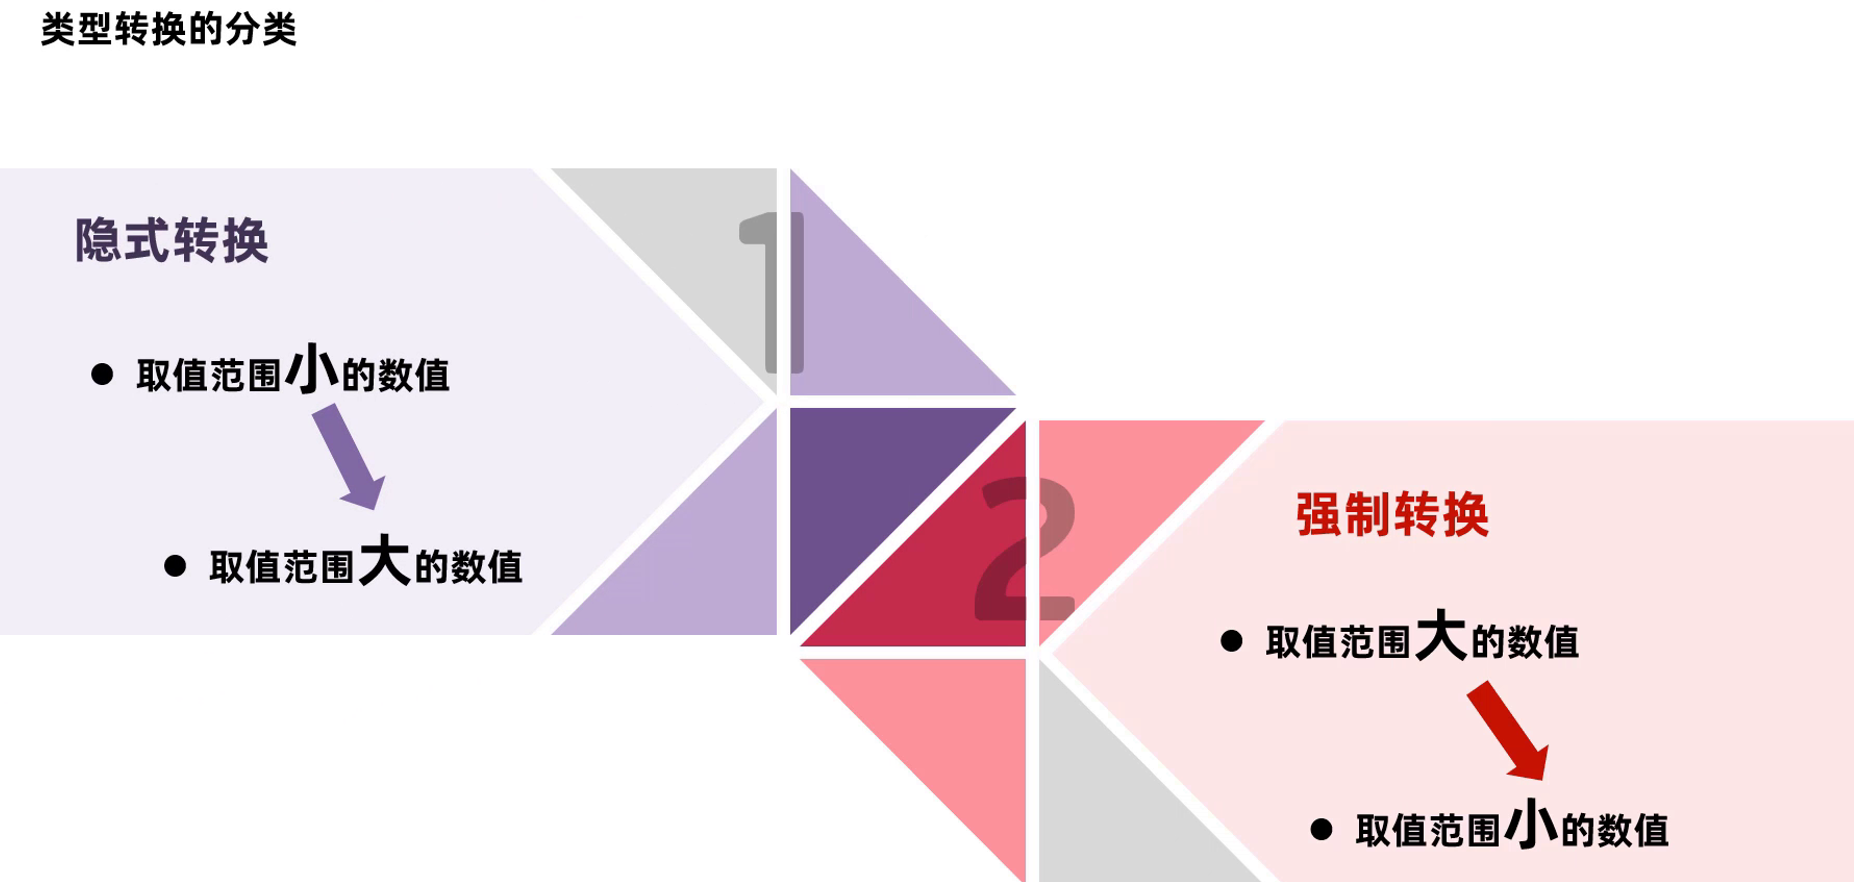 类型转换的分类
1
隐式转换
● 取值范围小的数值
● 取值范围大的数值
2
强制转换
● 取值范围大的数值
● 取值范围小的数值